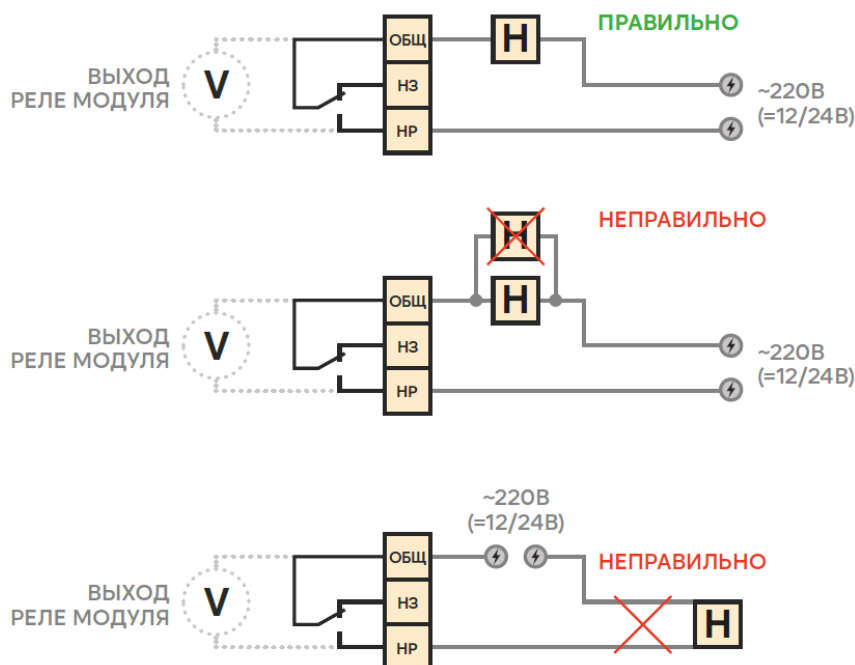 ПРАВИЛЬНО
ОБЩ
Н
ВЫХОД
РЕЛЕ МОДУЛЯ
V
НЗ
НР
~220В
(=12/24В)
НЕПРАВИЛЬНО
Н
ОБЩ
Н
ВЫХОД
РЕЛЕ МОДУЛЯ
V
НЗ
НР
~220В
(=12/24В)
~220В
(=12/24В)
ОБЩ
НЕПРАВИЛЬНО
ВЫХОД
РЕЛЕ МОДУЛЯ
V
НЗ
Н
НР